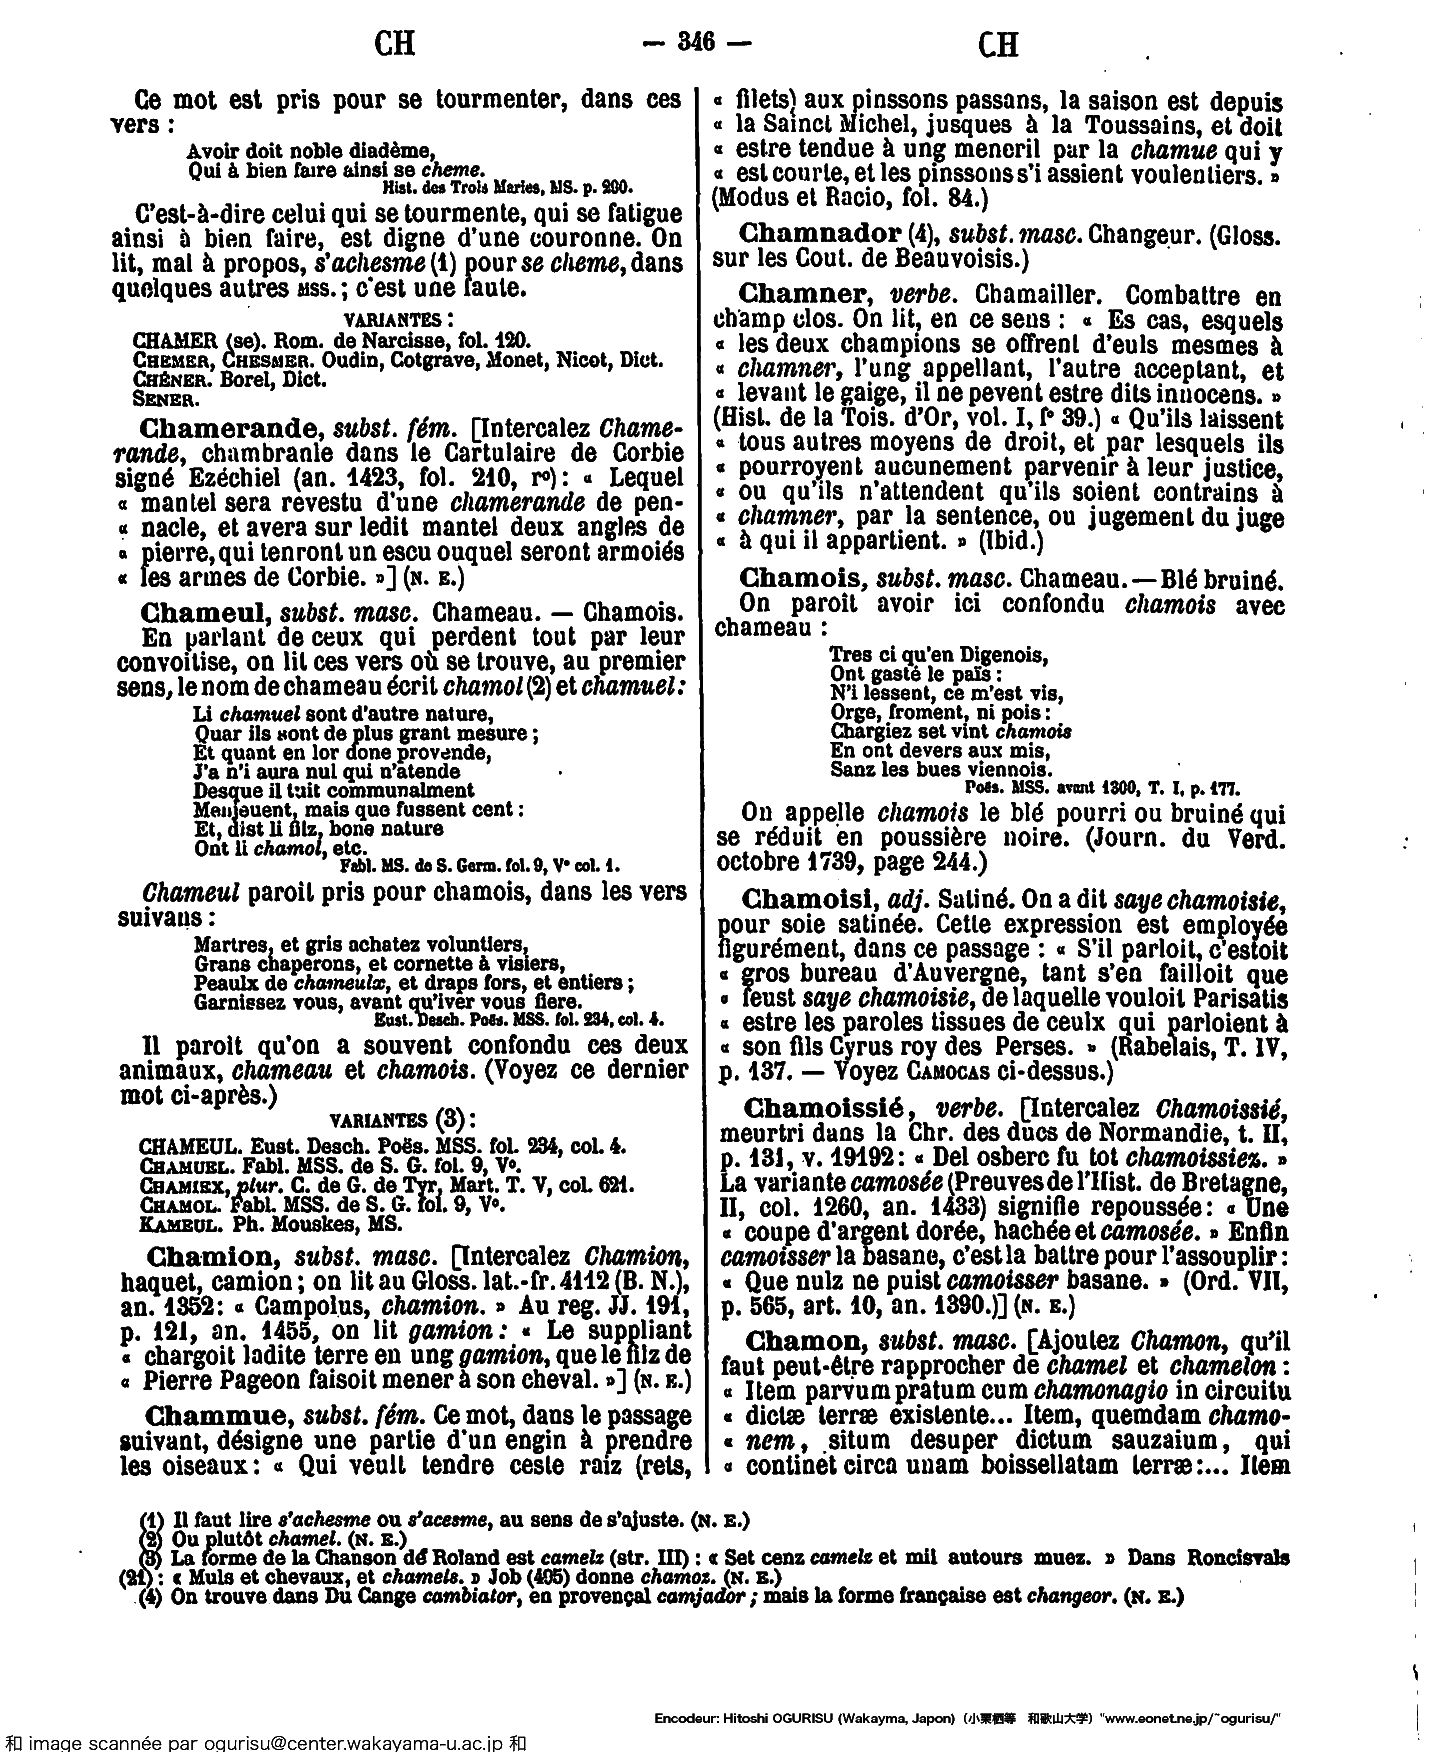 CH
— 346 —
CH
Ce mot est pris pour se tourmenter, dans ces
vers :
Avoir doit noble diadème,
Qui à bien faire ainsi se cheme.
Hist. des Trois Maries, MS. p. 200.
C'est-à-dire celui qui se tourmente, qui se fatigue
ainsi à bien faire, est digne d'une couronne. On
lit, mal à propos, s'achesme (1) pour se cheme, dans
quelques autres MSS. ; c'est une faute.
VARIANTES :
CHAMER (se). Rom. de Narcisse, fol. 120.
CHEMER, CHESMER. Oudin, Cotgrave, Monet, Nicot, Dict.
CHÊNER. Borel, Dict.
SENER.
Chamerande, subst. fém. [Intercalez Chame-
rande, chambranle dans le Cartulaire de Corbie
signé Ezéchiel (an. 1423, fol. 210, r°) : « Lequel
« mantel sera revestu d'une chamerande de pen-
« nacle, et avera sur ledit mantel deux angles de
« pierre, qui tenront un escu ouquel seront armoiés
« les armes de Corbie. »] (N. E.)
Chameul, subst. masc. Chameau. — Chamois.
En parlant de ceux qui perdent tout par leur
convoitise, on lit ces vers où se trouve, au premier
sens, le nom de chameau écrit chamol (2) et chamuel :
Li chamuel sont d'autre nature,
Quar ils sont de plus grant mesure ;
Et quant en lor done provende,
J'a n'i aura nul qui n'atende
Desque il tuit communalment
Menjeuent, mais que fussent cent :
Et, dist li filz, bone nature
Ont li chamol, etc.
Fabl. MS. de S. Germ. fol. 9, V° col. 1.
Chameul paroit pris pour chamois, dans les vers
suivans :
Martres, et gris achatez voluntiers,
Grans chaperons, et cornette à visiers,
Peaulx de chameulx, et draps fors, et entiers ;
Garnissez vous, avant qu'iver vous fiere.
Eust. Desch. Poës. MSS. fol. 234, col. 4.
Il paroit qu'on a souvent confondu ces deux
animaux, chameau et chamois. (Voyez ce dernier
mot ci-après.)
VARIANTES (3) :
CHAMEUL. Eust. Desch. Poës. MSS. fol. 234, col. 4.
CHAMUEL. Fabl. MSS. de S. G. fol. 9, V°.
CHAMIEX, plur. C. de G. de Tyr, Mart. T. V, col. 621.
CHAMOL. Fabl. MSS. de S. G. fol. 9, V°.
KAMEUL. Ph. Mouskes, MS.
Chamion, subst. masc. [Intercalez Chamion,
haquet, camion ; on lit au Gloss. lat.-fr. 4112 (B. N.),
an. 1352 : « Campolus, chamion. » Au reg. JJ. 191,
p. 121, an. 1455, on lit gamion : « Le suppliant
« chargoit ladite terre en ung gamion, que le filz de
« Pierre Pageon faisoit mener à son cheval. »] (N. E.)
Chammue, subst. fém. Ce mot, dans le passage
suivant, désigne une partie d'un engin à prendre
les oiseaux : « Qui veult tendre ceste raiz (rets,
« filets) aux pinssons passans, la saison est depuis
« la Sainct Michel, jusques à la Toussains, et doit
« estre tendue à ung mencril par la chamue qui y
« est courte, et les pinssons s'i assient voulentiers. »
(Modus et Racio, fol. 84.)
Chamnador (4), subst. masc. Changeur. (Gloss.
sur les Cout. de Beauvoisis.)
Chamner, verbe. Chamailler. Combattre en
champ clos. On lit, en ce sens : « Es cas, esquels
« les deux champions se offrent d'euls mesmes à
« chamner, l'ung appellant, l'autre acceptant, et
« levant le gaige, il ne pevent estre dits innocens. »
(Hist. de la Tois. d'Or, vol. I, f° 39.) « Qu'ils laissent
« tous autres moyens de droit, et par lesquels ils
« pourroyent aucunement parvenir à leur justice,
« ou qu'ils n'attendent qu'ils soient contrains à
« chamner, par la sentence, ou jugement du juge
« à qui il appartient. » (Ibid.)
Chamois, subst. masc. Chameau. — Blé bruiné.
On paroit avoir ici confondu chamois avec
chameau :
Tres ci qu'en Digenois,
Ont gasté le païs :
N'i lessent, ce m'est vis,
Orge, froment, ni pois :
Chargiez set vint chamois
En ont devers aux mis,
Sanz les bues viennois.
Poës. MSS. avant 1300, T. I, p. 177.
On appelle chamois le blé pourri ou bruiné qui
se réduit en poussière noire. (Journ. du Verd.
octobre 1739, page 244.)
Chamoisi, adj. Satiné. On a dit saye chamoisie,
pour soie satinée. Cette expression est employée
figurément, dans ce passage : « S'il parloit, c'estoit
« gros bureau d'Auvergne, tant s'en failloit que
« feust saye chamoisie, de laquelle vouloit Parisatis
« estre les paroles tissues de ceulx qui parloient à
« son fils Cyrus roy des Perses. » (Rabelais, T. IV,
p. 137. — Voyez CAMOCAS ci-dessus.)
Chamoissié, verbe. [Intercalez Chamoissié,
meurtri dans la Chr. des ducs de Normandie, t. II,
p. 131, v. 19192 : « Del osberc fu tot chamoissiez. »
La variante camosée (Preuves de l'Hist. de Bretagne,
II, col. 1260, an. 1433) signifie repoussée : « Une
« coupe d'argent dorée, hachée et camosée. » Enfin
camoisser la basane, c'est la battre pour l'assouplir :
« Que nulz ne puist camoisser basane. » (Ord. VII,
p. 565, art. 10, an. 1390.)] (N. E.)
Chamon, subst. masc. [Ajoutez Chamon, qu'il
faut peut-être rapprocher de chamel et chamelon :
« Item parvum pratum cum chamonagio in circuitu
« dictæ terræ existente... Item, quemdam chamo-
« nem, situm desuper dictum sauzaium, qui
« continet circa unam boissellatam terræ :... Item
(1) Il faut lire s'achesme ou s'acesme, au sens de s'ajuste. (N. E.)
(2) Ou plutôt chamel. (N. E.)
(3) La forme de la Chanson de Roland est camelz (str. III) : « Set cenz camelz et mil autours muez. » Dans Roncisvals
(21) : « Muls et chevaux, et chamels. » Job (495) donne chamoz. (N. E.)
(4) On trouve dans Du Cange cambiator, en provençal camjador ; mais la forme française est changeor. (N. E.)
Encodeur: Hitoshi OGURISU (Wakayma, Japon) (小栗栖等 和歌山大学) "www.eonet.ne.jp/~ogurisu/"
和 image scannée par ogurisu@center.wakayama-u.ac.jp 和